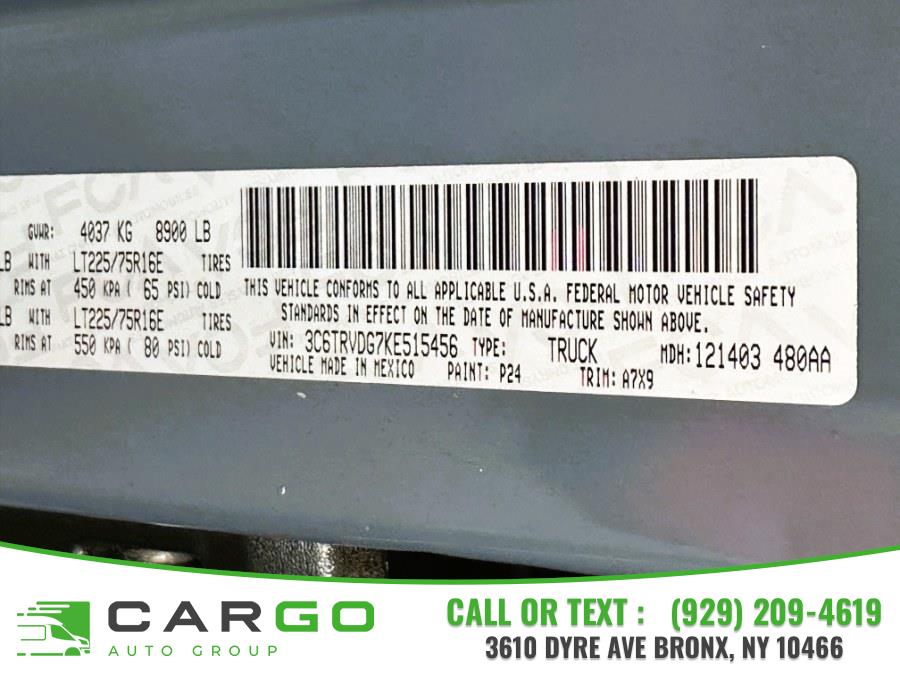 GVWR: 4037 KG 8900 LB
LB WITH LT225/75R16E TIRES
RIMS AT 450 KPA ( 65 PSI) COLD
LB WITH LT225/75R16E TIRES
RIMS AT 550 KPA ( 80 PSI) COLD
THIS VEHICLE CONFORMS TO ALL APPLICABLE U.S.A. FEDERAL MOTOR VEHICLE SAFETY
STANDARDS IN EFFECT ON THE DATE OF MANUFACTURE SHOWN ABOVE.
VIN: 3C6TRVDG7KE515456 TYPE: TRUCK MDH:121403 480AA
VEHICLE MADE IN MEXICO PAINT: P24 TRIM: A7X9
CARGO
AUTO GROUP
CALL OR TEXT : (929) 209-4619
3610 DYRE AVE BRONX, NY 10466